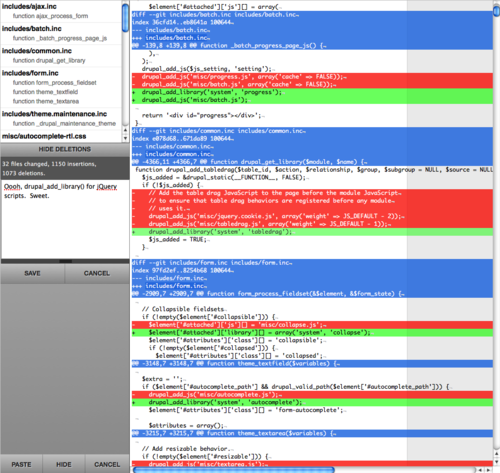 includes/ajax.inc
function ajax_process_form
includes/batch.inc
function _batch_progress_page_js
includes/common.inc
function drupal_get_library
includes/form.inc
function form_process_fieldset
function theme_textfield
function theme_textarea
includes/theme.maintenance.inc
function _drupal_maintenance_theme
misc/autocomplete-rtl.css
HIDE DELETIONS
32 files changed, 1150 insertions,
1073 deletions.
Oooh, drupal_add_library() for jQuery
scripts.  Sweet.
SAVE
CANCEL
PASTE
HIDE
CANCEL
$element['#attached']['js'][] = array(
diff --git includes/batch.inc includes/batch.inc
--- includes/batch.inc
+++ includes/batch.inc
@@ -139,8 +139,8 @@ function _batch_progress_page_js() {
),
);
drupal_add_js($js_setting, 'setting');
- drupal_add_js('misc/progress.js', array('cache' => FALSE));
- drupal_add_js('misc/batch.js', array('cache' => FALSE));
+ drupal_add_library('system', 'progress');
+ drupal_add_js('misc/batch.js');
return '<div id="progress"></div>';
}
diff --git includes/common.inc includes/common.inc
--- includes/common.inc
+++ includes/common.inc
@@ -4366,11 +4366,7 @@ function drupal_get_library($module, $name) {
function drupal_add_tabledrag($table_id, $action, $relationship, $group, $subgroup = NULL, $source = NULL
$js_added = &drupal_static(__FUNCTION__, FALSE);
if (!$js_added) {
- // Add the table drag JavaScript to the page before the module JavaScript
- // to ensure that table drag behaviors are registered before any module
- // uses it.
- drupal_add_js('misc/jquery.cookie.js', array('weight' => JS_DEFAULT - 2));
- drupal_add_js('misc/tabledrag.js', array('weight' => JS_DEFAULT - 1));
+ drupal_add_library('system', 'tabledrag');
$js_added = TRUE;
}
diff --git includes/form.inc includes/form.inc
--- includes/form.inc
+++ includes/form.inc
@@ -2909,7 +2909,7 @@ function form_process_fieldset(&$element, &$form_state) {
// Collapsible fieldsets
if (!empty($element['#collapsible'])) {
- $element['#attached']['js'][] = 'misc/collapse.js';
+ $element['#attached']['library'][] = array('system', 'collapse');
$element['#attributes']['class'][] = 'collapsible';
if (!empty($element['#collapsed'])) {
$element['#attributes']['class'][] = 'collapsed';
@@ -3148,7 +3148,7 @@ function theme_textfield($variables) {
$extra = '';
if ($element['#autocomplete_path'] && drupal_valid_path($element['#autocomplete_path'])) {
- drupal_add_js('misc/autocomplete.js');
+ drupal_add_library('system', 'autocomplete');
$element['#attributes']['class'][] = 'form-autocomplete';
$attributes = array();
@@ -3215,7 +3215,7 @@ function theme_textarea($variables) {
// Add resizable behavior.
if (!empty($element['#resizable'])) {
- drupal_add_js('misc/textarea.js');